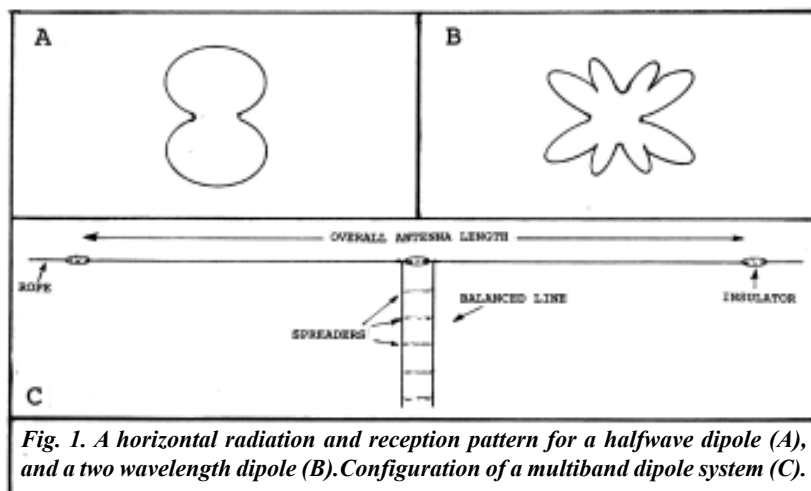 A
B
OVERALL ANTENNA LENGTH
ROPE
INSULATOR
BALANCED LINE
SPREADERS
C
Fig. 1. A horizontal radiation and reception pattern for a halfwave dipole (A),
and a two wavelength dipole (B).Configuration of a multiband dipole system (C).